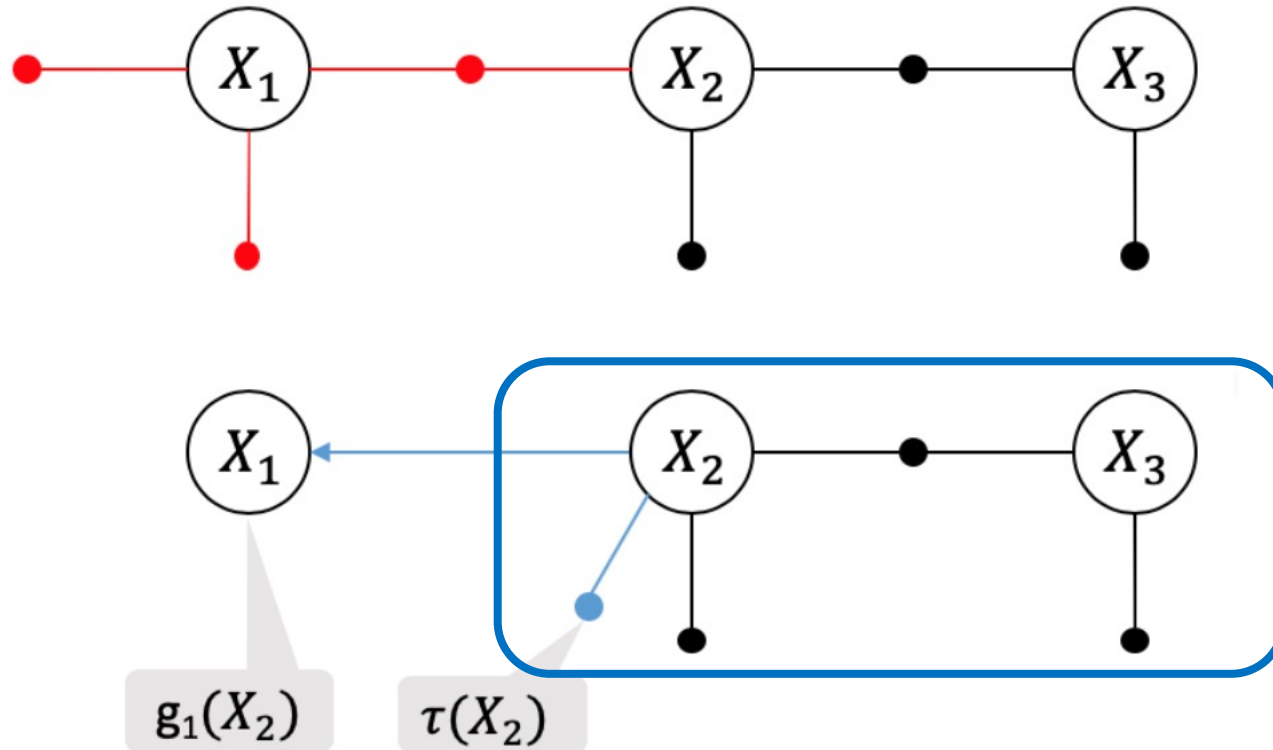 X₁ X₂ X₃
X₁ X₂ X₃
g₁(X₂) τ(X₂)